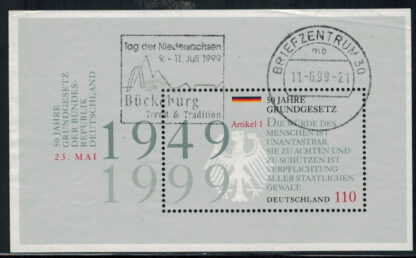 Tag der Niedersachsen
9. - 11. Juli 1999
Bückeburg
Trend & Tradition
BRIEFZENTRUM 30
mb
11.-6.99-21
50 JAHRE
GRUNDGESETZ
DER BUNDES-
REPUBLIK
DEUTSCHLAND
23. MAI
1949
1999
50 JAHRE
GRUNDGESETZ
Artikel 1
DIE WÜRDE DES
MENSCHEN IST
UNANTASTBAR.
SIE ZU ACHTEN UND
ZU SCHÜTZEN IST
VERPFLICHTUNG
ALLER STAATLICHEN
GEWALT.
DEUTSCHLAND 110